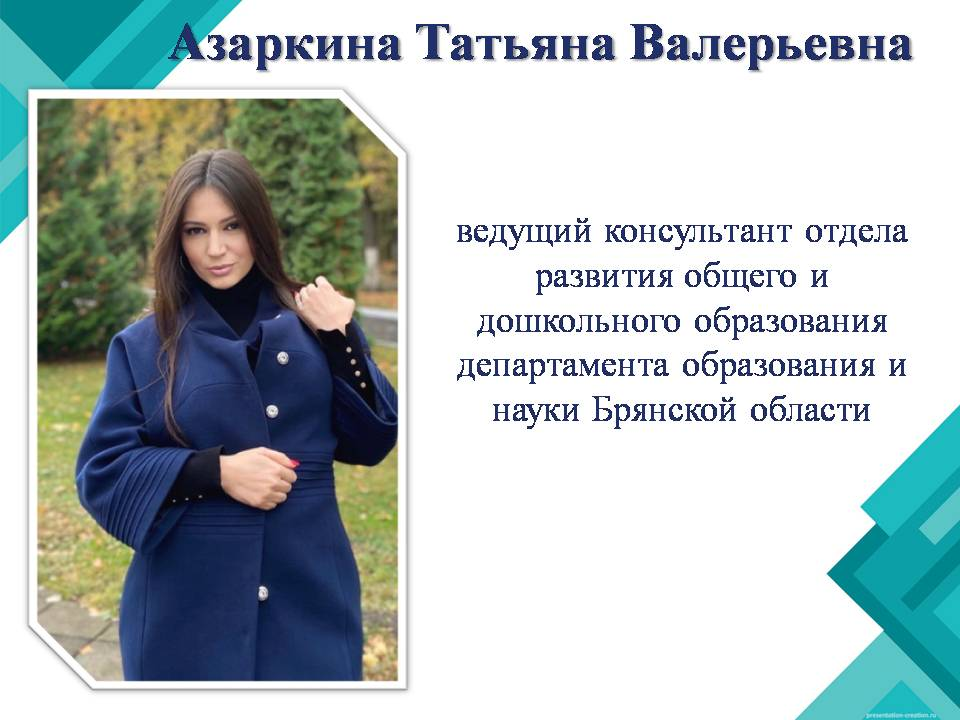 Азаркина Татьяна Валерьевна
ведущий консультант отдела
развития общего и
дошкольного образования
департамента образования и
науки Брянской области
presentation-creation.ru